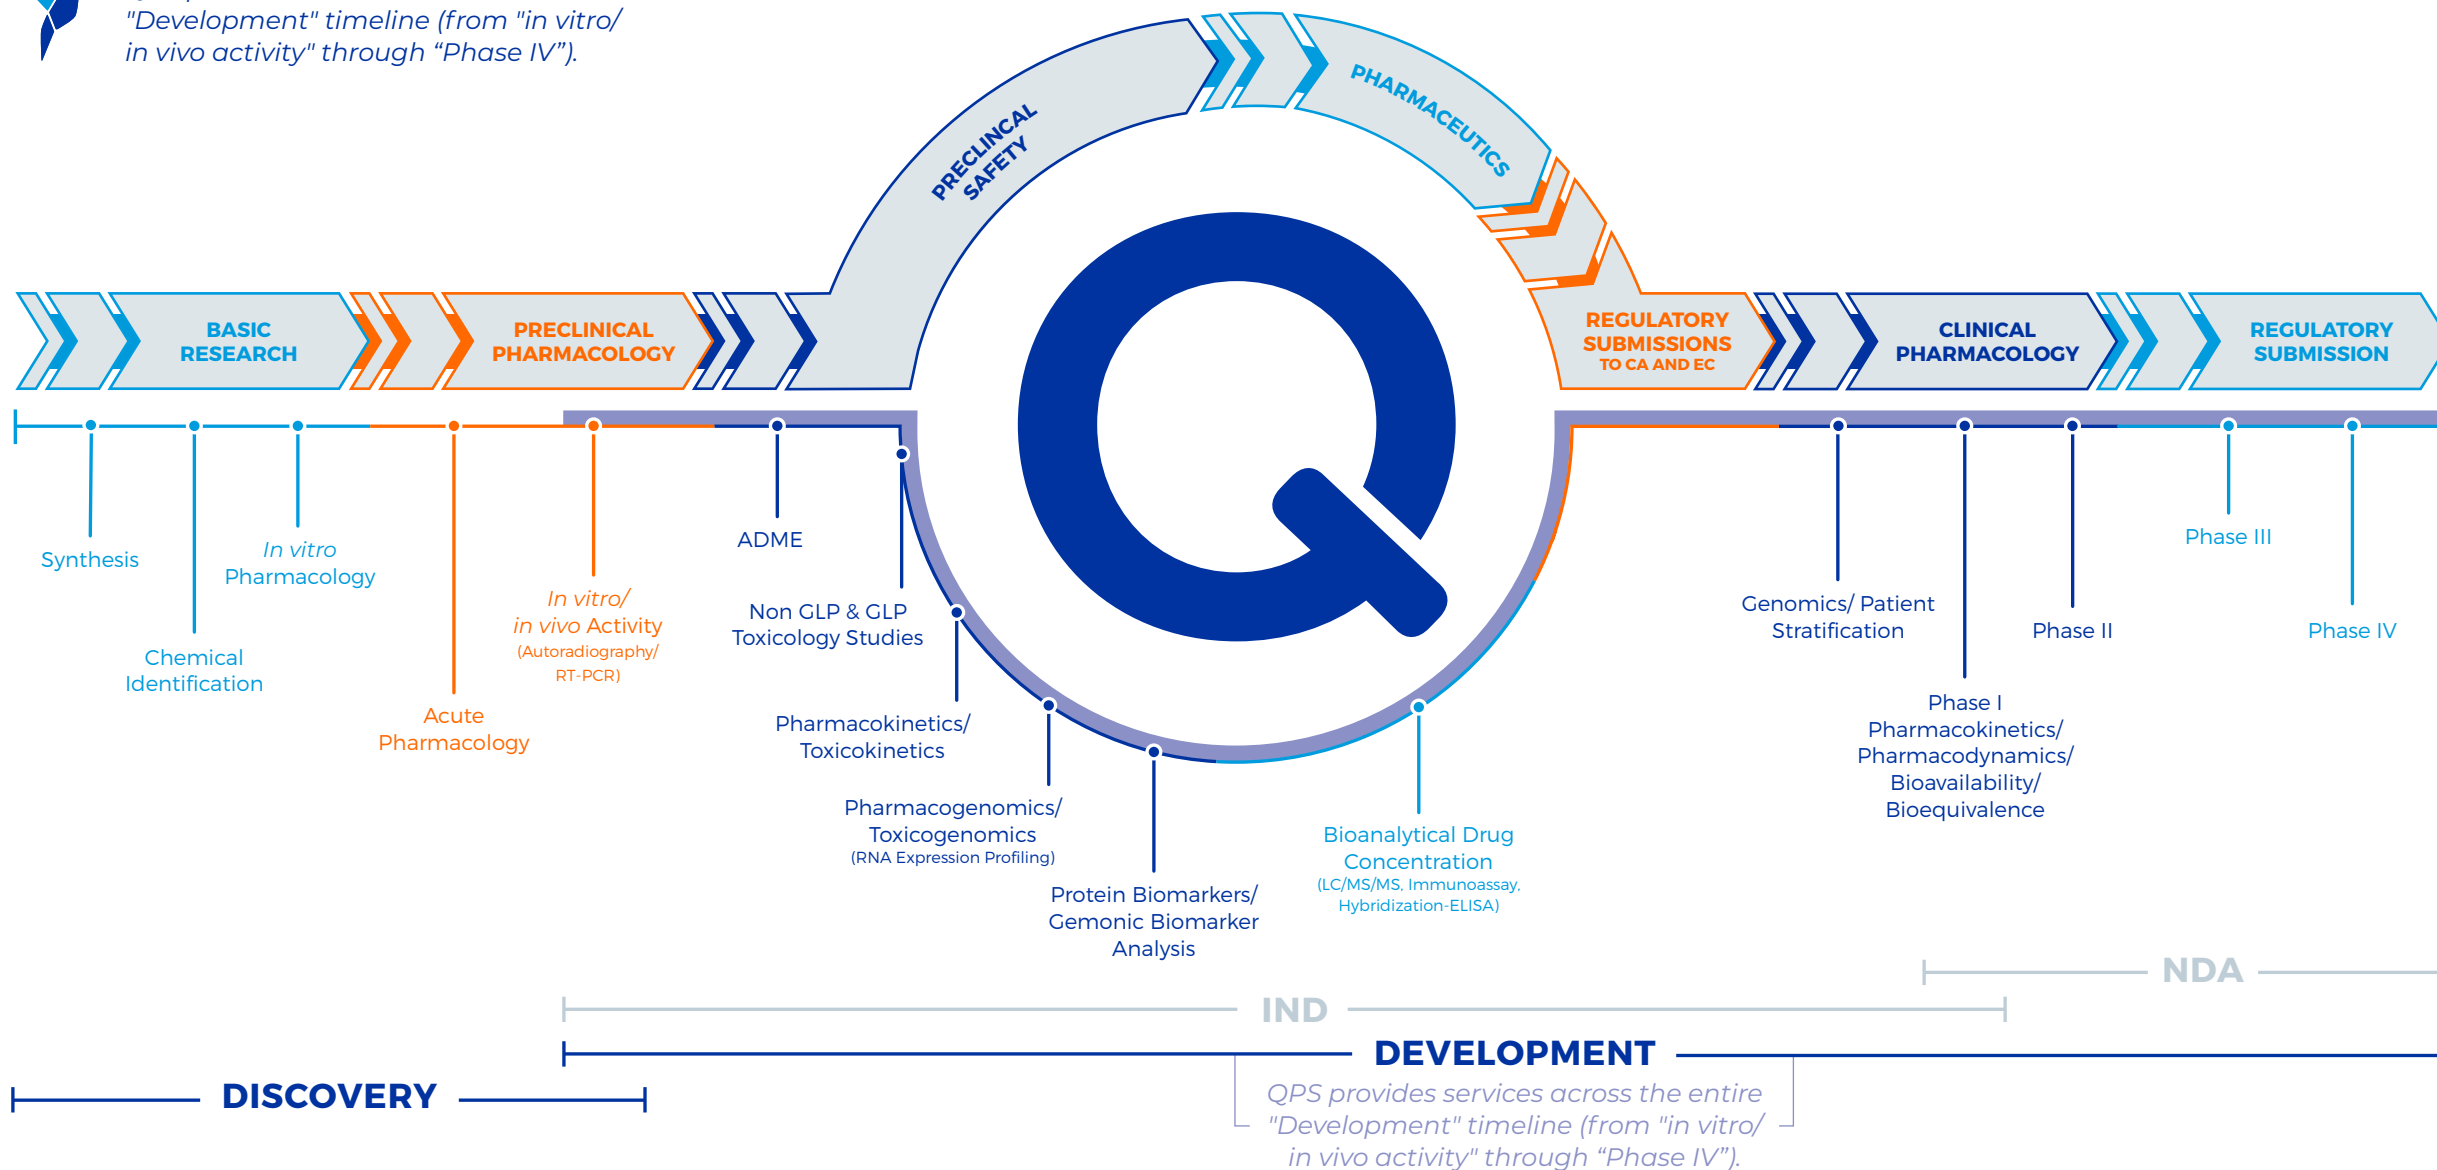 "Development" timeline (from "in vitro/
in vivo activity" through “Phase IV”).
BASIC
RESEARCH
PRECLINICAL
PHARMACOLOGY
PRECLINCAL
SAFETY
PHARMACEUTICS
REGULATORY
SUBMISSIONS
TO CA AND EC
CLINICAL
PHARMACOLOGY
REGULATORY
SUBMISSION
Synthesis
Chemical
Identification
In vitro
Pharmacology
Acute
Pharmacology
In vitro/
in vivo Activity
(Autoradiography/
RT-PCR)
ADME
Non GLP & GLP
Toxicology Studies
Pharmacokinetics/
Toxicokinetics
Pharmacogenomics/
Toxicogenomics
(RNA Expression Profiling)
Protein Biomarkers/
Gemonic Biomarker
Analysis
Bioanalytical Drug
Concentration
(LC/MS/MS, Immunoassay,
Hybridization-ELISA)
Genomics/ Patient
Stratification
Phase I
Pharmacokinetics/
Pharmacodynamics/
Bioavailability/
Bioequivalence
Phase II
Phase III
Phase IV
Q
NDA
IND
DEVELOPMENT
DISCOVERY
QPS provides services across the entire
"Development" timeline (from "in vitro/
in vivo activity" through “Phase IV”).